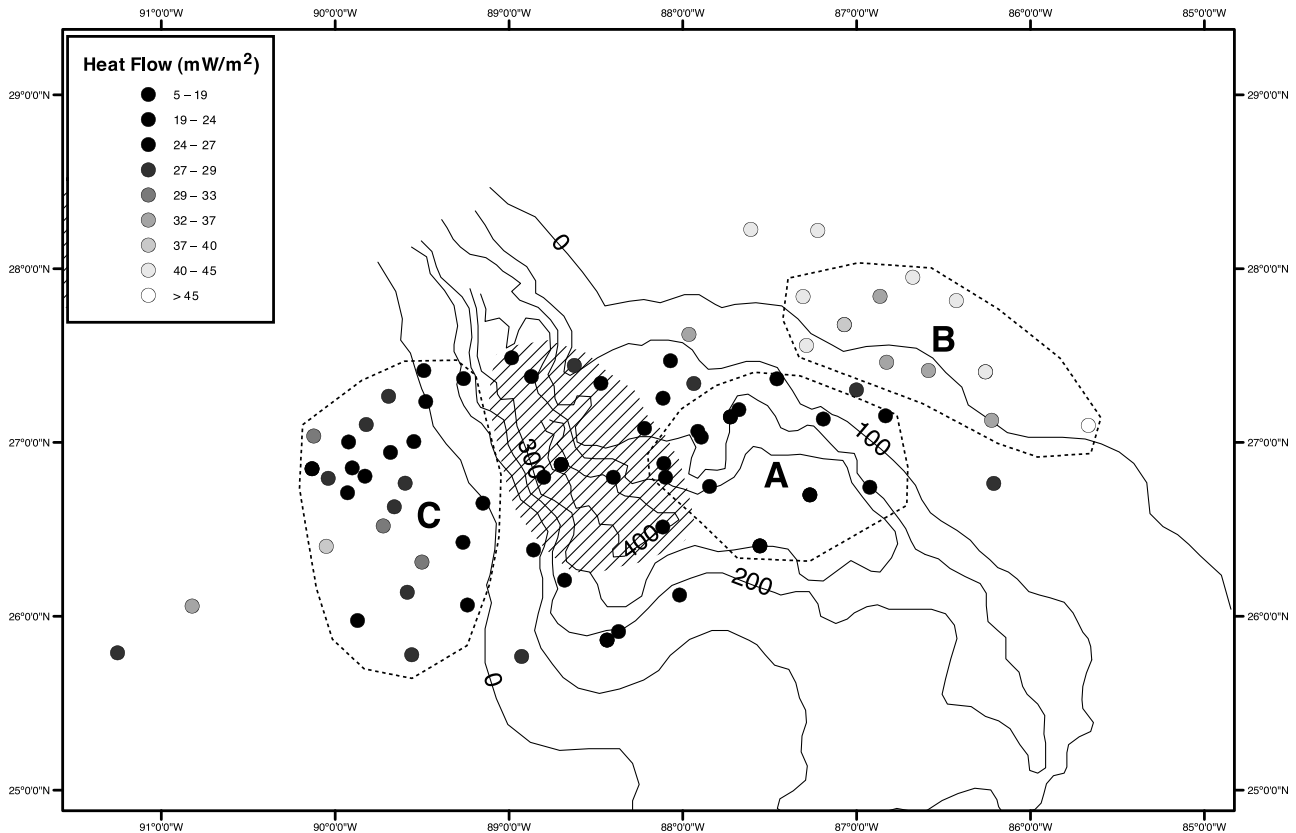 91°0'0"W 90°0'0"W 89°0'0"W 88°0'0"W 87°0'0"W 86°0'0"W 85°0'0"W
Heat Flow (mW/m²)
5 – 19
19 – 24
24 – 27
27 – 29
29 – 33
32 – 37
37 – 40
40 – 45
> 45
29°0'0"N 29°0'0"N
0
28°0'0"N 28°0'0"N
B
100
27°0'0"N 27°0'0"N
300
A
C
400
200
26°0'0"N 26°0'0"N
0
25°0'0"N 25°0'0"N
91°0'0"W 90°0'0"W 89°0'0"W 88°0'0"W 87°0'0"W 86°0'0"W 85°0'0"W